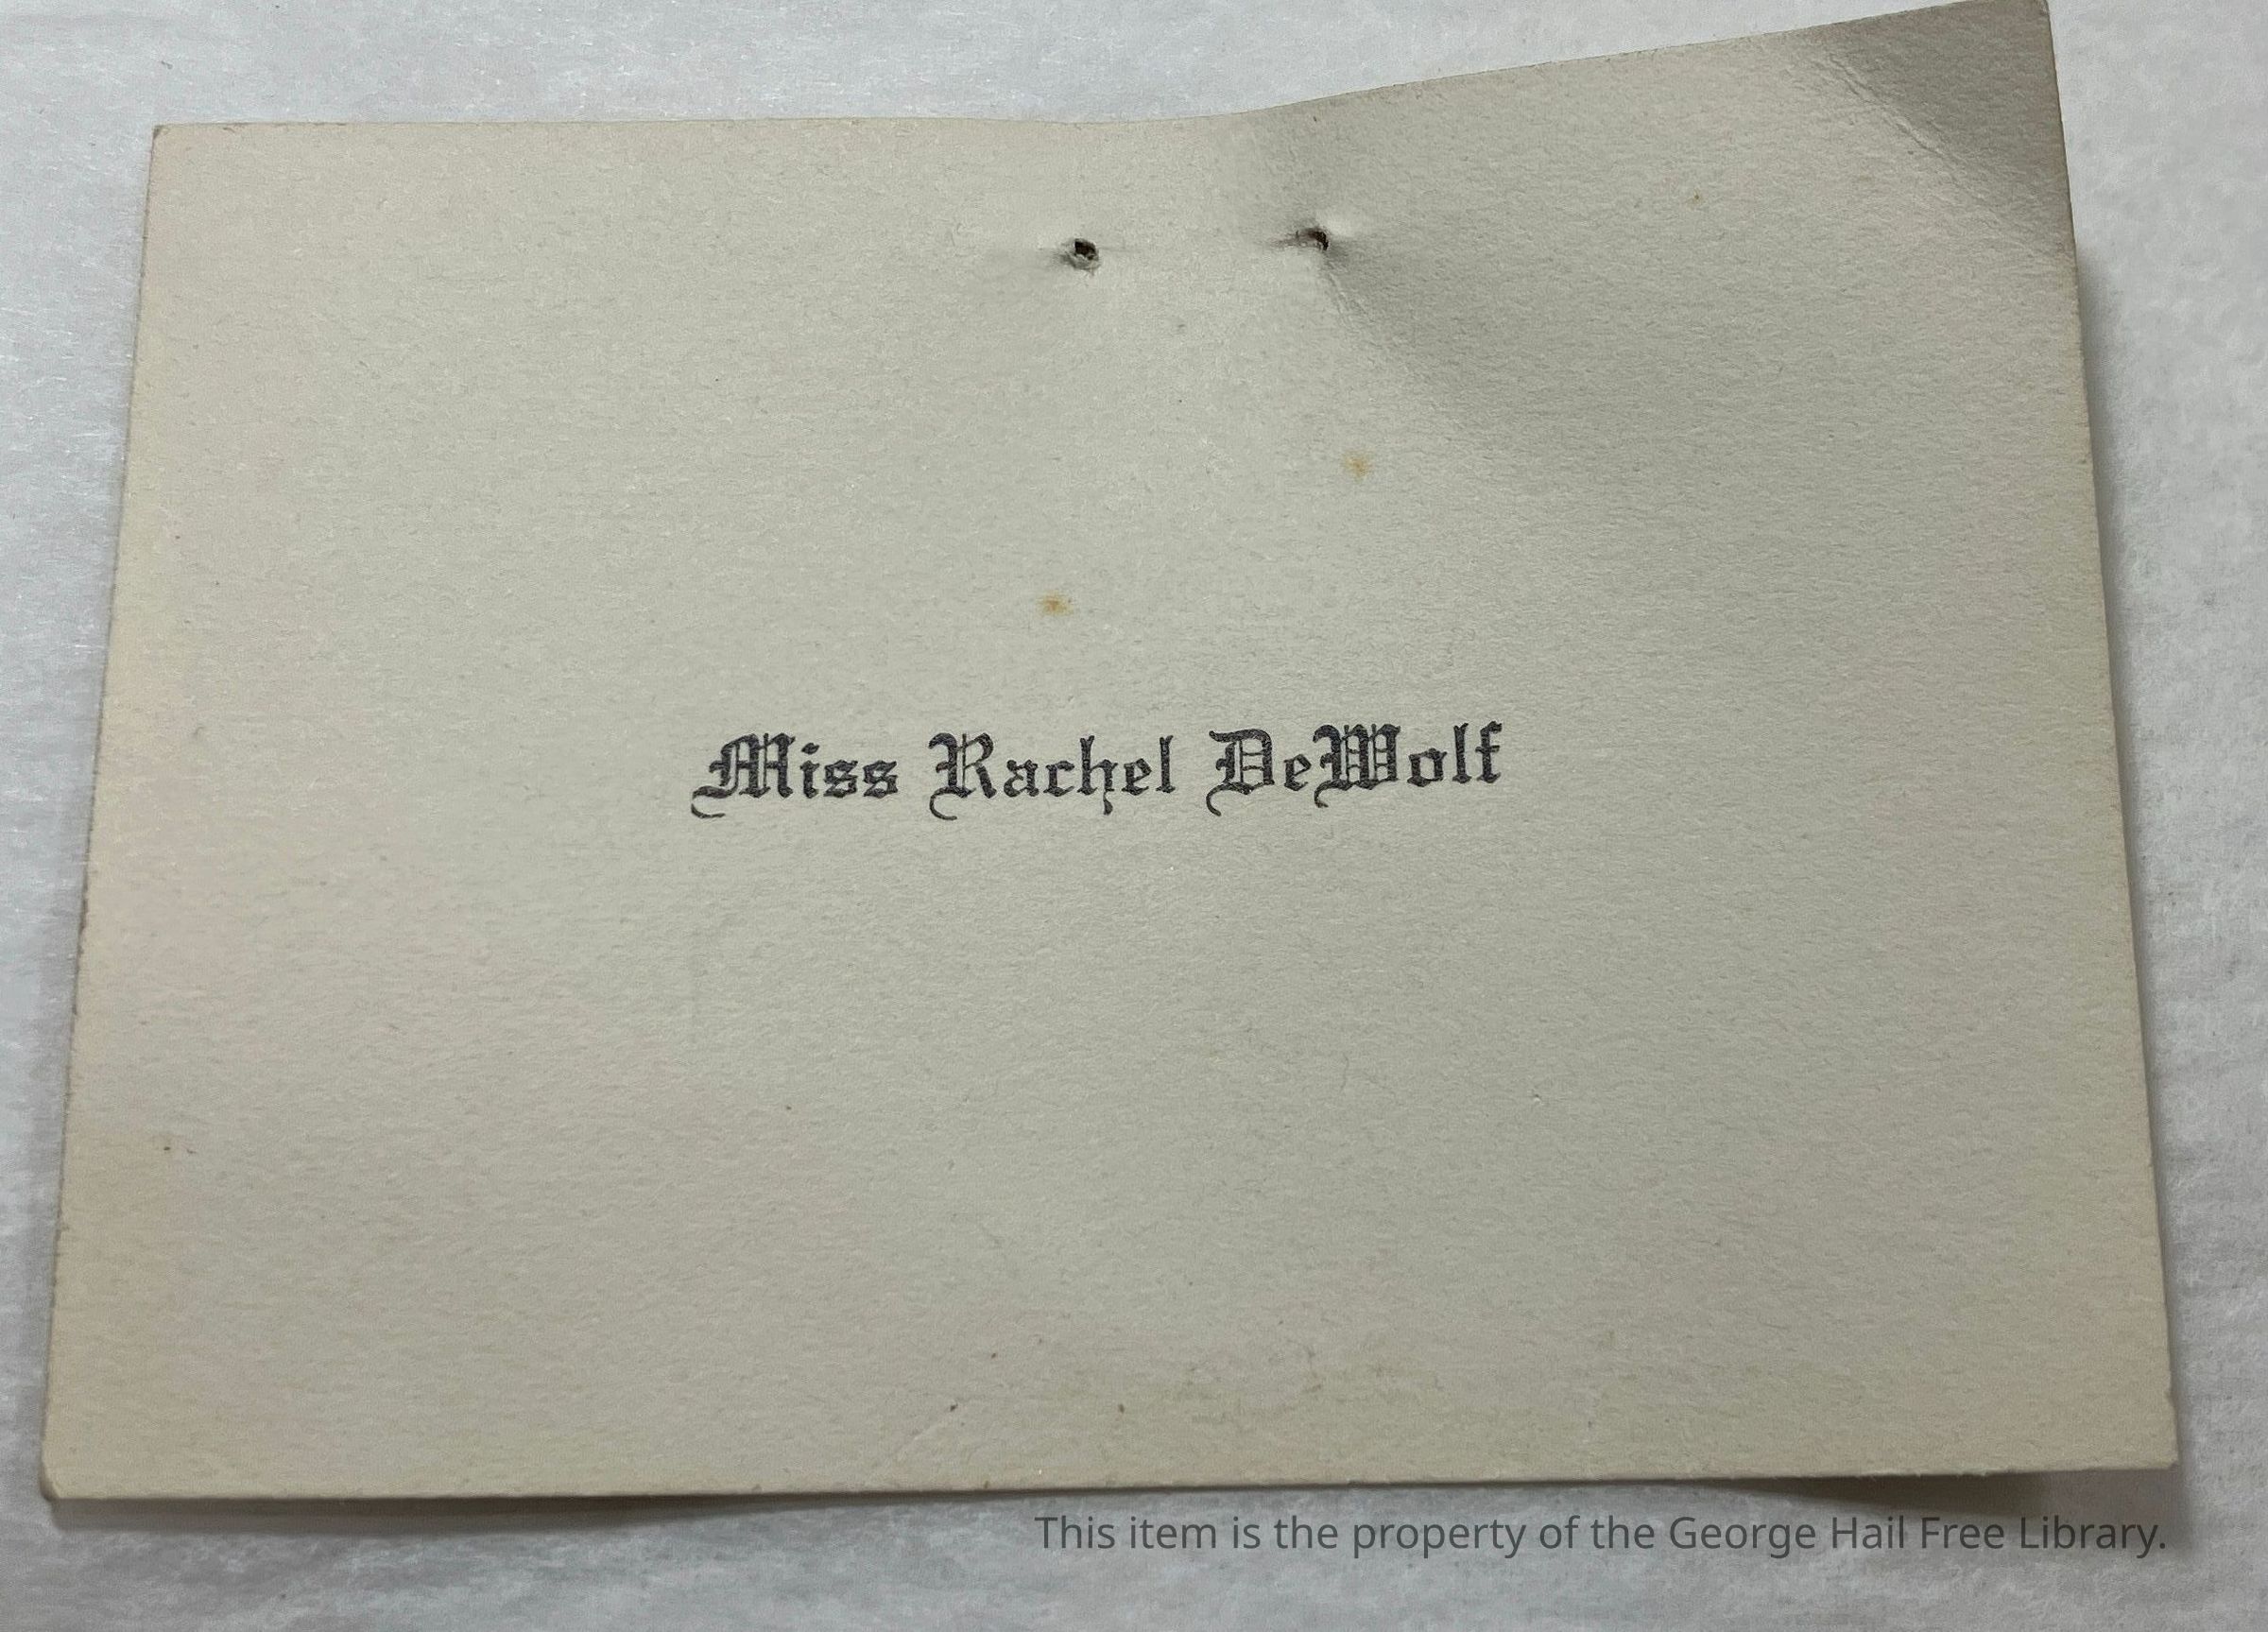 Miss Rachel DeWolf
This item is the property of the George Hail Free Library.